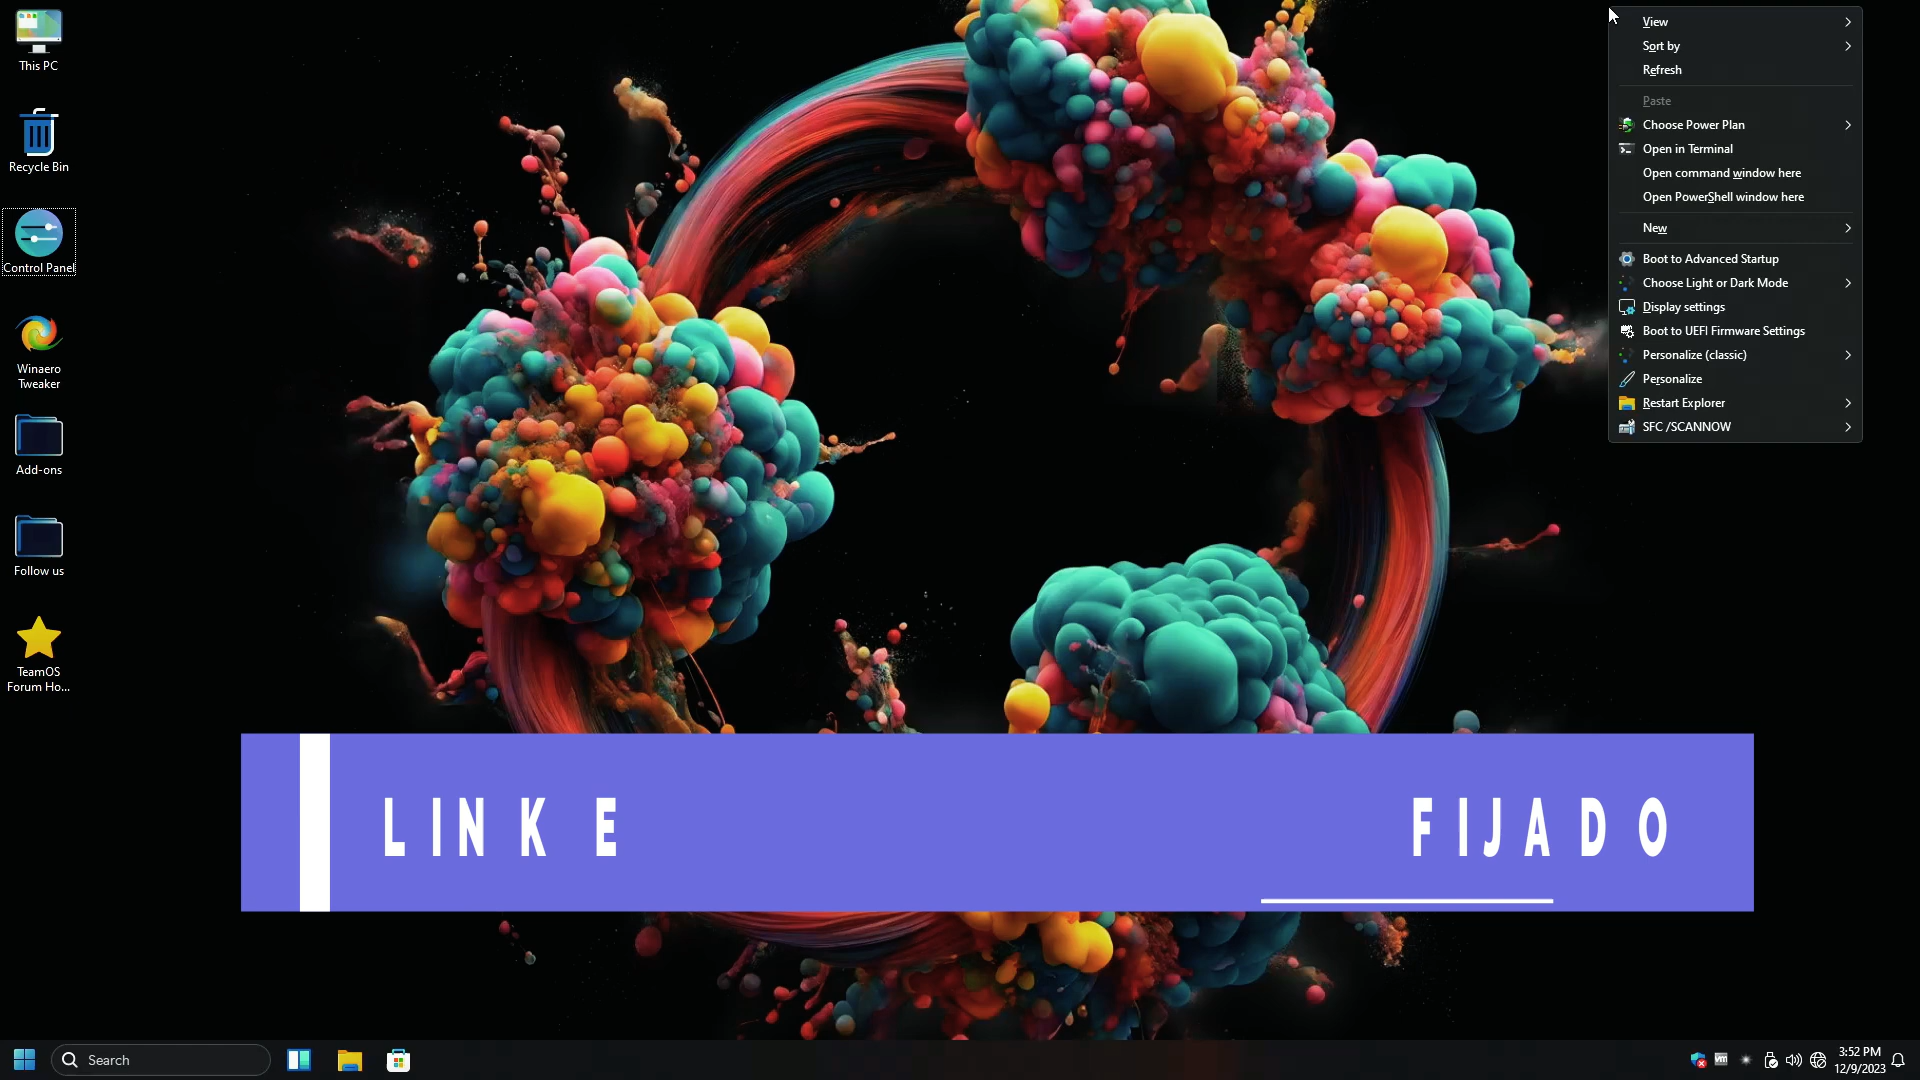 This PC
Recycle Bin
Control Panel
Winaero
Tweaker
Add-ons
Follow us
TeamOS
Forum Ho...
View
Sort by
Refresh
Paste
Choose Power Plan
Open in Terminal
Open command window here
Open PowerShell window here
New
Boot to Advanced Startup
Choose Light or Dark Mode
Display settings
Boot to UEFI Firmware Settings
Personalize (classic)
Personalize
Restart Explorer
SFC /SCANNOW
LINK E FIJADO
Search
vm
3:52 PM
12/9/2023